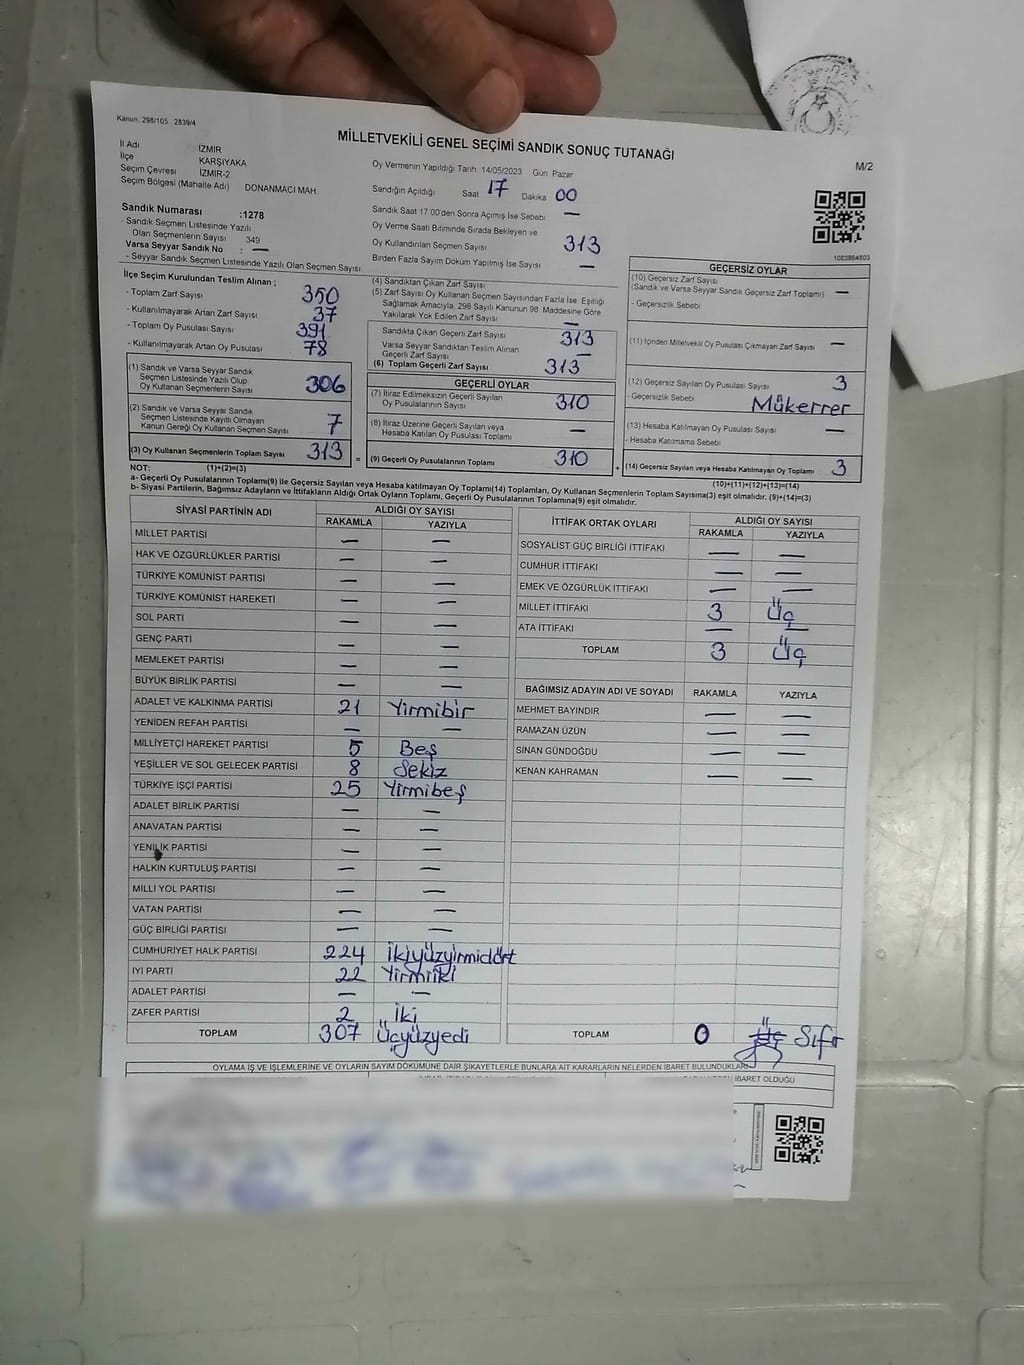 Kanun 298/105 2839/4
MİLLETVEKİLİ GENEL SEÇİMİ SANDIK SONUÇ TUTANAĞI
M/2
İl Adı İZMİR
İlçe KARŞIYAKA
Seçim Çevresi İZMİR-2
Seçim Bölgesi (Mahalle Adı) DONANMACI MAH.
Sandık Numarası :1278
- Sandık Seçmen Listesinde Yazılı
Olan Seçmenlerin Sayısı 349
Varsa Seyyar Sandık No : —
- Seyyar Sandık Seçmen Listesinde Yazılı Olan Seçmen Sayısı
Oy Vermenin Yapıldığı Tarih 14/05/2023 Gün Pazar
Sandığın Açıldığı Saat 17 Dakika 00
Sandık Saat 17.00'den Sonra Açılmış İse Sebebi —
Oy Verme Saati Bitiminde Sırada Bekleyen ve
Oy Kullandırılan Seçmen Sayısı 313
Birden Fazla Sayım Döküm Yapılmış İse Sayısı —
1083864803
İlçe Seçim Kurulundan Teslim Alınan ;
- Toplam Zarf Sayısı 350
- Kullanılmayarak Artan Zarf Sayısı 37
- Toplam Oy Pusulası Sayısı 391
- Kullanılmayarak Artan Oy Pusulası 78
(1) Sandık ve Varsa Seyyar Sandık
Seçmen Listesinde Yazılı Olup
Oy Kullanan Seçmenlerin Sayısı 306
(2) Sandık ve Varsa Seyyar Sandık
Seçmen Listesinde Kayıtlı Olmayan
Kanun Gereği Oy Kullanan Seçmen Sayısı 7
(3) Oy Kullanan Seçmenlerin Toplam Sayısı 313 =
(4) Sandıktan Çıkan Zarf Sayısı
(5) Zarf Sayısı Oy Kullanan Seçmen Sayısından Fazla İse, Eşitliği
Sağlamak Amacıyla, 298 Sayılı Kanunun 98. Maddesine Göre
Yakılarak Yok Edilen Zarf Sayısı —
Sandıkta Çıkan Geçerli Zarf Sayısı 313
Varsa Seyyar Sandıktan Teslim Alınan
Geçerli Zarf Sayısı —
(6) Toplam Geçerli Zarf Sayısı 313
GEÇERLİ OYLAR
(7) İtiraz Edilmeksizin Geçerli Sayılan
Oy Pusulalarının Sayısı 310
(8) İtiraz Üzerine Geçerli Sayılan veya
Hesaba Katılan Oy Pusulası Toplamı —
(9) Geçerli Oy Pusulalarının Toplamı 310 +
GEÇERSİZ OYLAR
(10) Geçersiz Zarf Sayısı
(Sandık ve Varsa Seyyar Sandık Geçersiz Zarf Toplamı) —
- Geçersizlik Sebebi
(11) İçinden Milletvekili Oy Pusulası Çıkmayan Zarf Sayısı —
(12) Geçersiz Sayılan Oy Pusulası Sayısı 3
- Geçersizlik Sebebi Mükerrer
(13) Hesaba Katılmayan Oy Pusulası Sayısı —
- Hesaba Katılmama Sebebi
(14) Geçersiz Sayılan veya Hesaba Katılmayan Oy Toplamı 3
NOT: (1)+(2)=(3)
(10)+(11)+(12)+(13)=(14)
a- Geçerli Oy Pusulalarının Toplamı(9) ile Geçersiz Sayılan veya Hesaba katılmayan Oy Toplamı(14) Toplamları, Oy Kullanan Seçmenlerin Toplam Sayısına(3) eşit olmalıdır. (9)+(14)=(3)
b- Siyasi Partilerin, Bağımsız Adayların ve İttifakların Aldığı Ortak Oyların Toplamı, Geçerli Oy Pusulalarının Toplamına(9) eşit olmalıdır.
SİYASİ PARTİNİN ADI ALDIĞI OY SAYISI
RAKAMLA YAZIYLA
MİLLET PARTİSİ — —
HAK VE ÖZGÜRLÜKLER PARTİSİ — —
TÜRKİYE KOMÜNİST PARTİSİ — —
TÜRKİYE KOMÜNİST HAREKETİ — —
SOL PARTİ — —
GENÇ PARTİ — —
MEMLEKET PARTİSİ — —
BÜYÜK BİRLİK PARTİSİ — —
ADALET VE KALKINMA PARTİSİ 21 Yirmibir
YENİDEN REFAH PARTİSİ — —
MİLLİYETÇİ HAREKET PARTİSİ 5 Beş
YEŞİLLER VE SOL GELECEK PARTİSİ 8 Sekiz
TÜRKİYE İŞÇİ PARTİSİ 25 Yirmibeş
ADALET BİRLİK PARTİSİ — —
ANAVATAN PARTİSİ — —
YENİLİK PARTİSİ — —
HALKIN KURTULUŞ PARTİSİ — —
MİLLİ YOL PARTİSİ — —
VATAN PARTİSİ — —
GÜÇ BİRLİĞİ PARTİSİ — —
CUMHURİYET HALK PARTİSİ 224 İkiyüzyirmidört
İYİ PARTİ 22 Yirmiiki
ADALET PARTİSİ — —
ZAFER PARTİSİ 2 İki
TOPLAM 307 Üçyüzyedi
İTTİFAK ORTAK OYLARI ALDIĞI OY SAYISI
RAKAMLA YAZIYLA
SOSYALİST GÜÇ BİRLİĞİ İTTİFAKI — —
CUMHUR İTTİFAKI — —
EMEK VE ÖZGÜRLÜK İTTİFAKI — —
MİLLET İTTİFAKI 3 Üç
ATA İTTİFAKI — —
TOPLAM 3 Üç
BAĞIMSIZ ADAYIN ADI VE SOYADI RAKAMLA YAZIYLA
MEHMET BAYINDIR — —
RAMAZAN ÜZÜN — —
SİNAN GÜNDOĞDU — —
KENAN KAHRAMAN — —
TOPLAM 0 Üç Sıfır
OYLAMA İŞ VE İŞLEMLERİNE VE OYLARIN SAYIM DÖKÜMÜNE DAİR ŞİKAYETLERLE BUNLARA AİT KARARLARIN NELERDEN İBARET BULUNDUKLARI
İBARET OLDUĞU